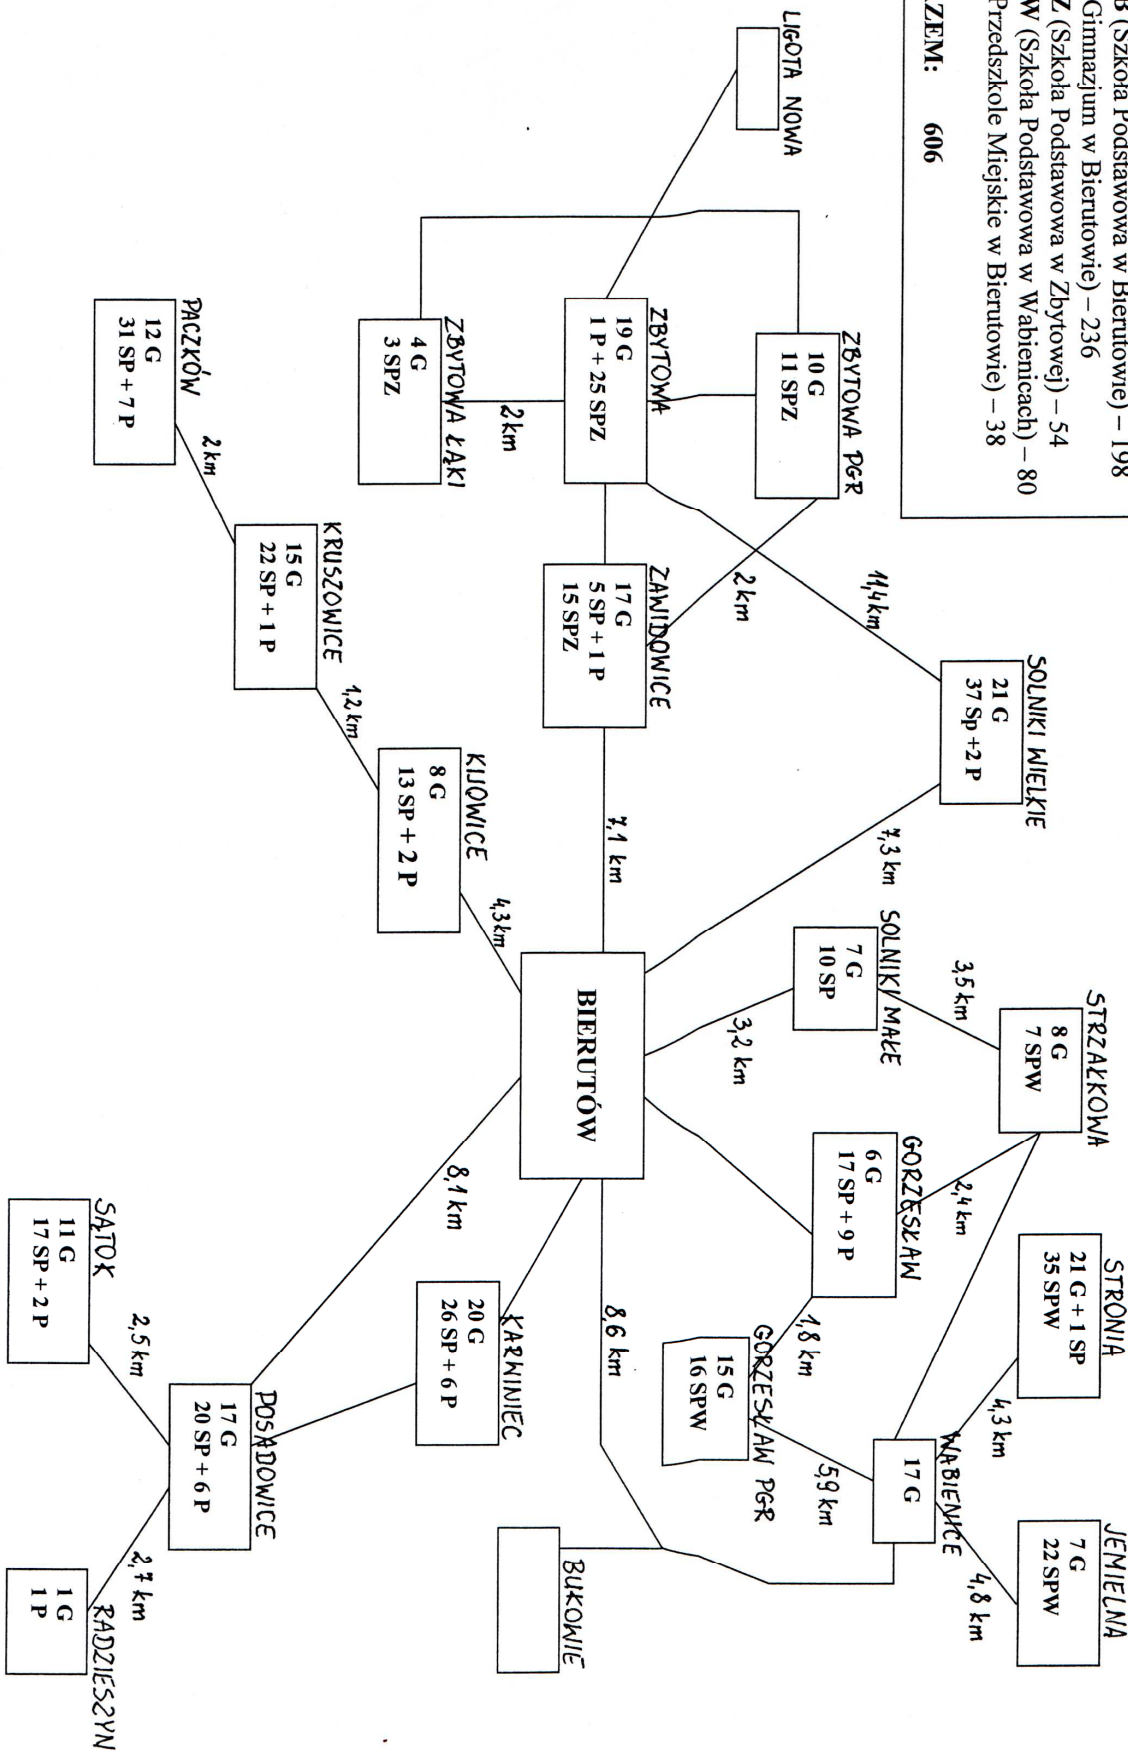 B (Szkoła Podstawowa w Bierutowie) – 198
Gimnazjum w Bierutowie) – 236
Z (Szkoła Podstawowa w Zbytowej) – 54
W (Szkoła Podstawowa w Wabienicach) – 80
Przedszkole Miejskie w Bierutowie) – 38
ZEM: 606
LIGOTA NOWA
ZBYTOWA PGR
10 G
11 SPZ
ZBYTOWA
19 G
1 P + 25 SPZ
ZBYTOWA ŁĄKI
4 G
3 SPZ
2km
PACZKÓW
12 G
31 SP + 7 P
2km
KRUSZOWICE
15 G
22 SP + 1 P
1,2km
KIJOWICE
8 G
13 SP + 2 P
4,3km
ZAWIDOWICE
17 G
5 SP + 1 P
15 SPZ
2 km
11,4km
7,1 km
SOLNIKI WIELKIE
21 G
37 Sp +2 P
7,3 km
SOLNIKI MAŁE
7 G
10 SP
3,5 km
3,2 km
BIERUTÓW
STRZAŁKOWA
8 G
7 SPW
2,4 km
GORZESŁAW
6 G
17 SP + 9 P
1,8 km
GORZESŁAW PGR
15 G
16 SPW
5,9 km
STRONIA
21 G + 1 SP
35 SPW
4,3 km
WABIENICE
17 G
JEMIELNA
7 G
22 SPW
4,8 km
8,6 km
BUKOWIE
KARWINIEC
20 G
26 SP + 6 P
8,1 km
POSADOWICE
17 G
20 SP + 6 P
SĄTOK
11 G
17 SP + 2 P
2,5 km
2,7 km
RADZIESZYN
1 G
1 P